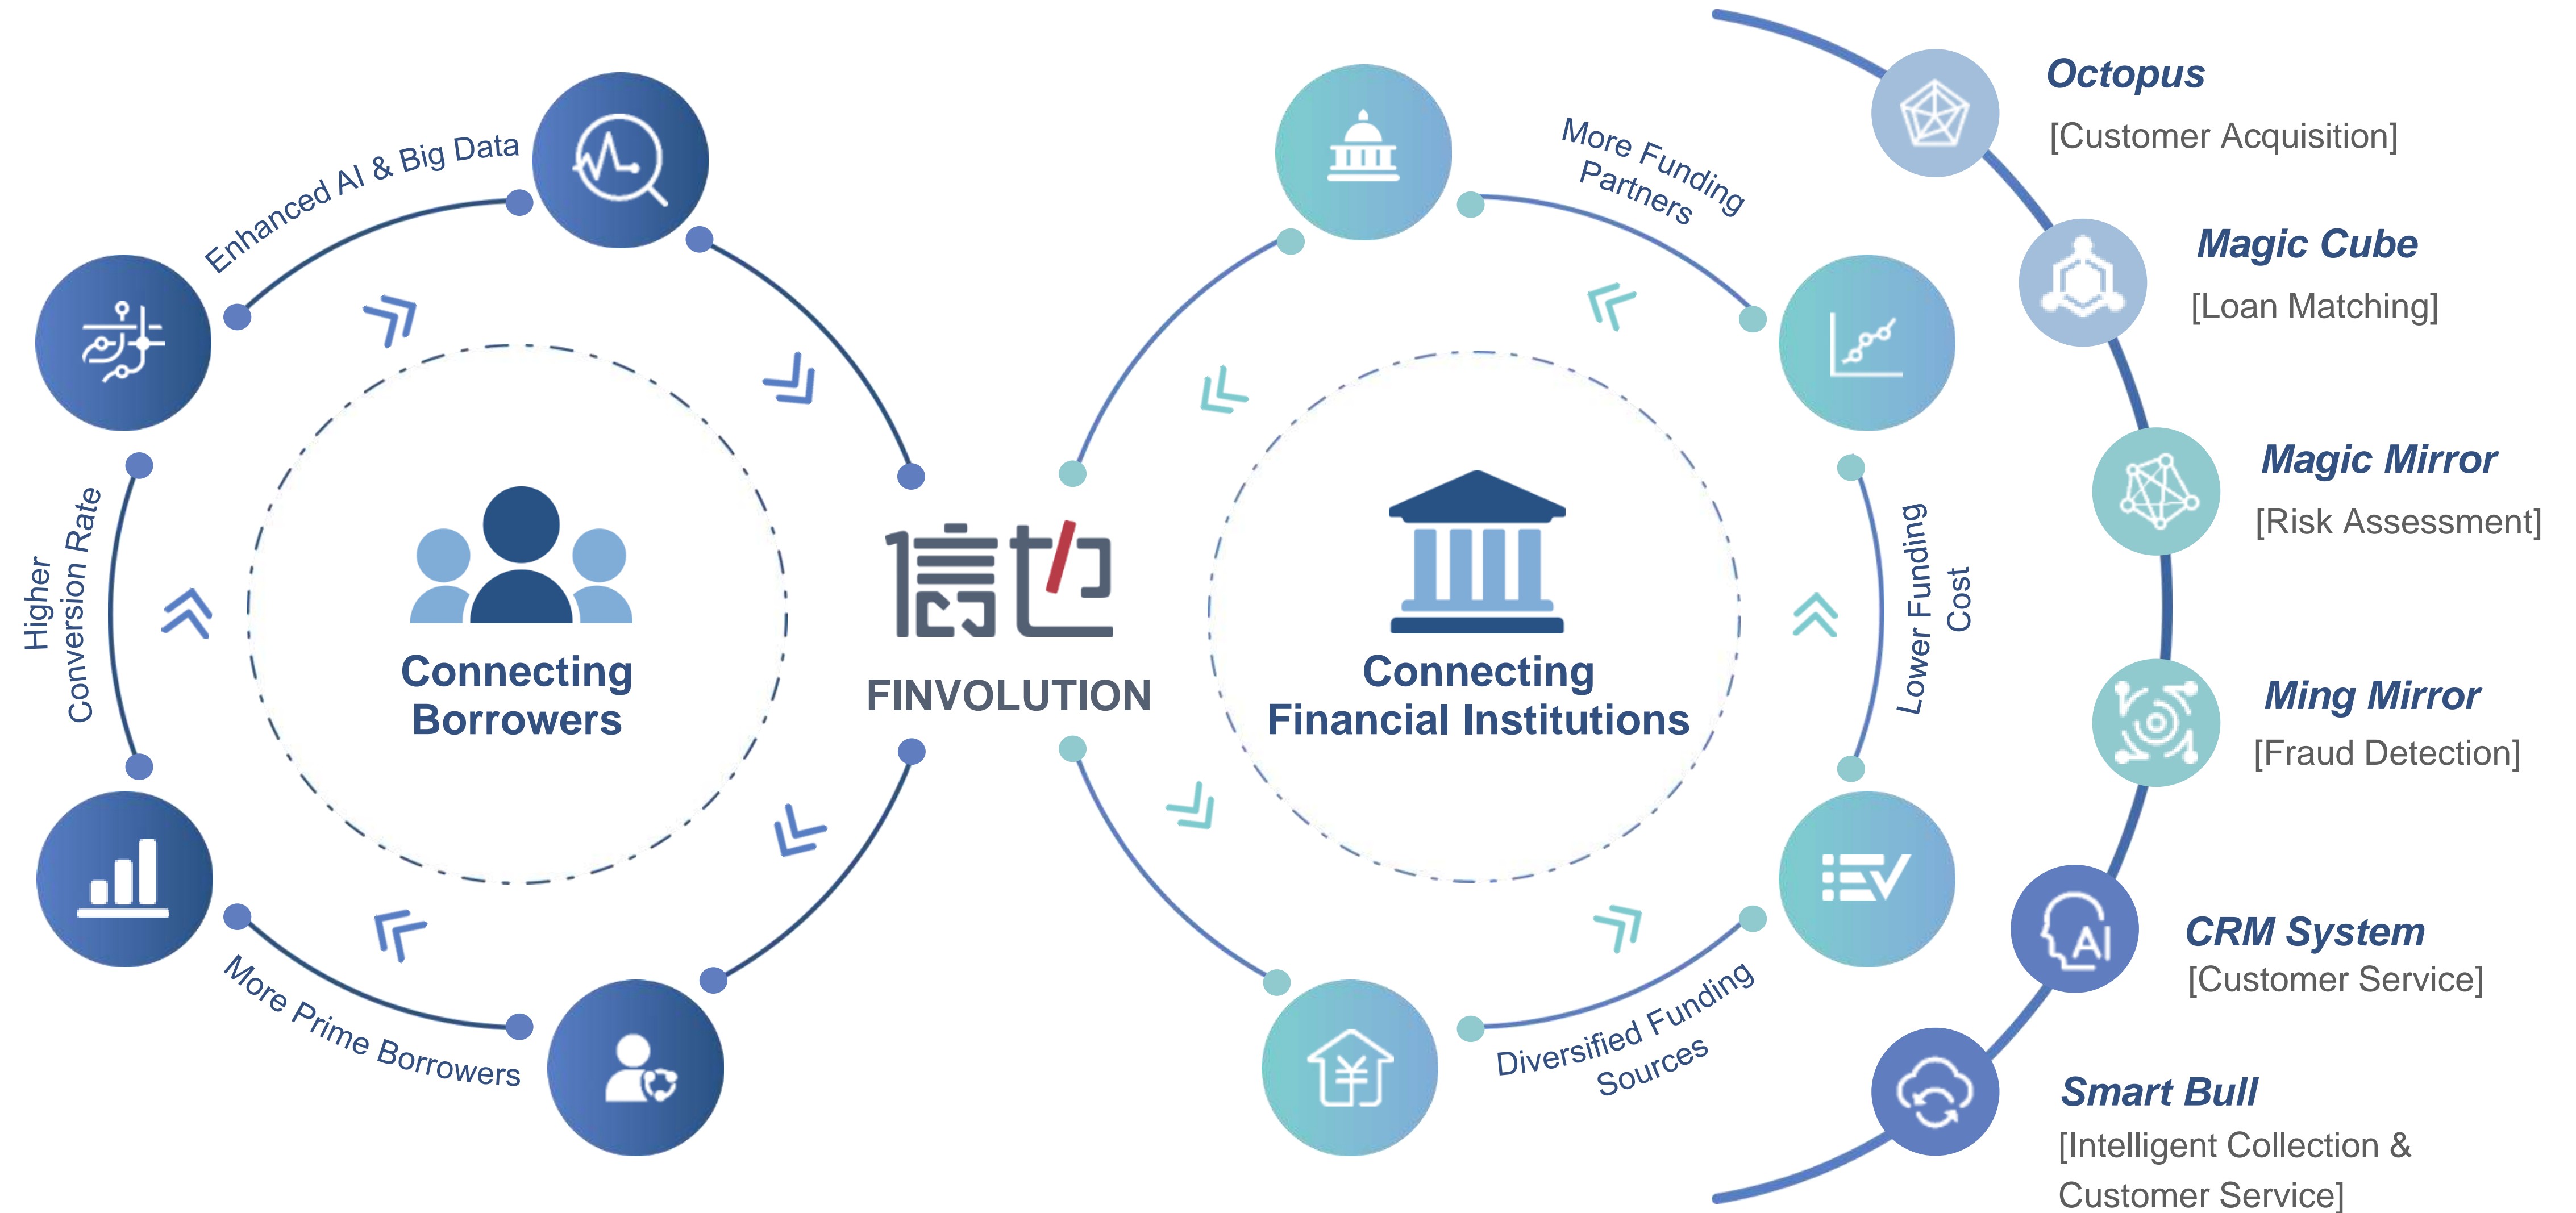 Enhanced AI & Big Data
Higher
Conversion Rate
More Prime Borrowers
Connecting
Borrowers
信也
FINVOLUTION
More Funding
Partners
Lower Funding
Cost
Diversified Funding
Sources
Connecting
Financial Institutions
¥
Octopus
[Customer Acquisition]
Magic Cube
[Loan Matching]
Magic Mirror
[Risk Assessment]
Ming Mirror
[Fraud Detection]
AI
CRM System
[Customer Service]
Smart Bull
[Intelligent Collection &
Customer Service]